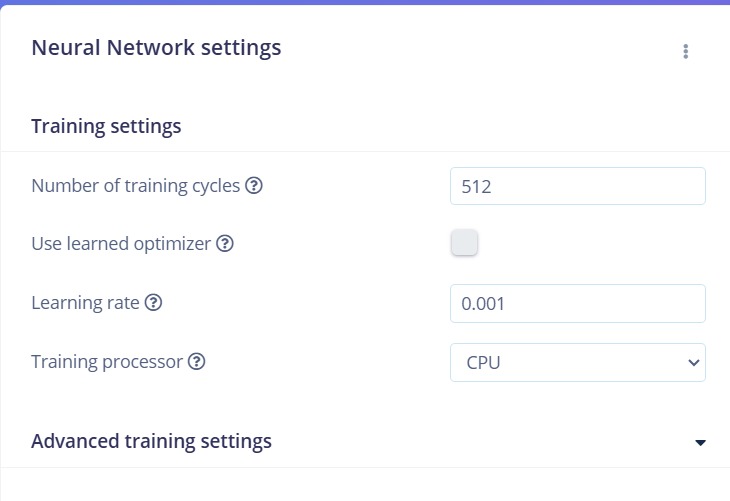 Neural Network settings
Training settings
Number of training cycles
512
Use learned optimizer
Learning rate
0.001
Training processor
CPU
Advanced training settings